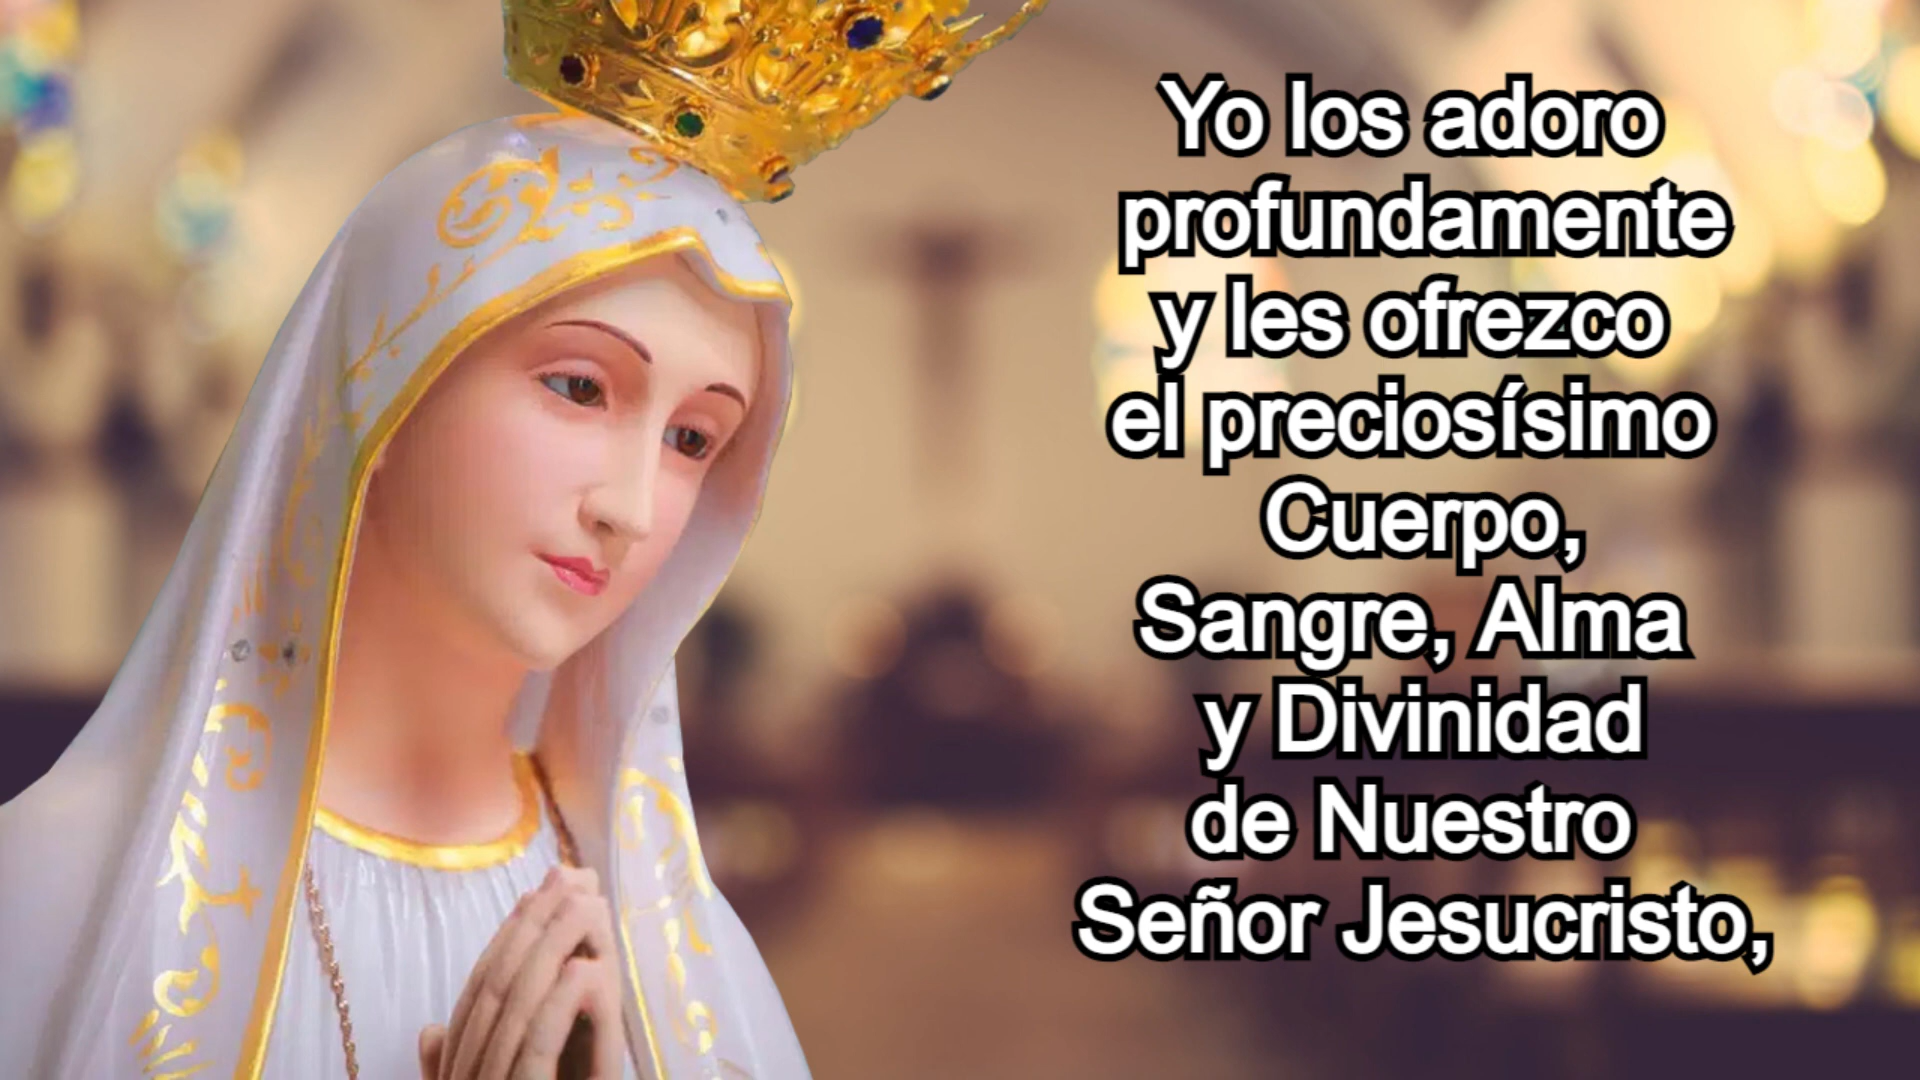 Yo los adoro
profundamente
y les ofrezco
el preciosísimo
Cuerpo,
Sangre, Alma
y Divinidad
de Nuestro
Señor Jesucristo,